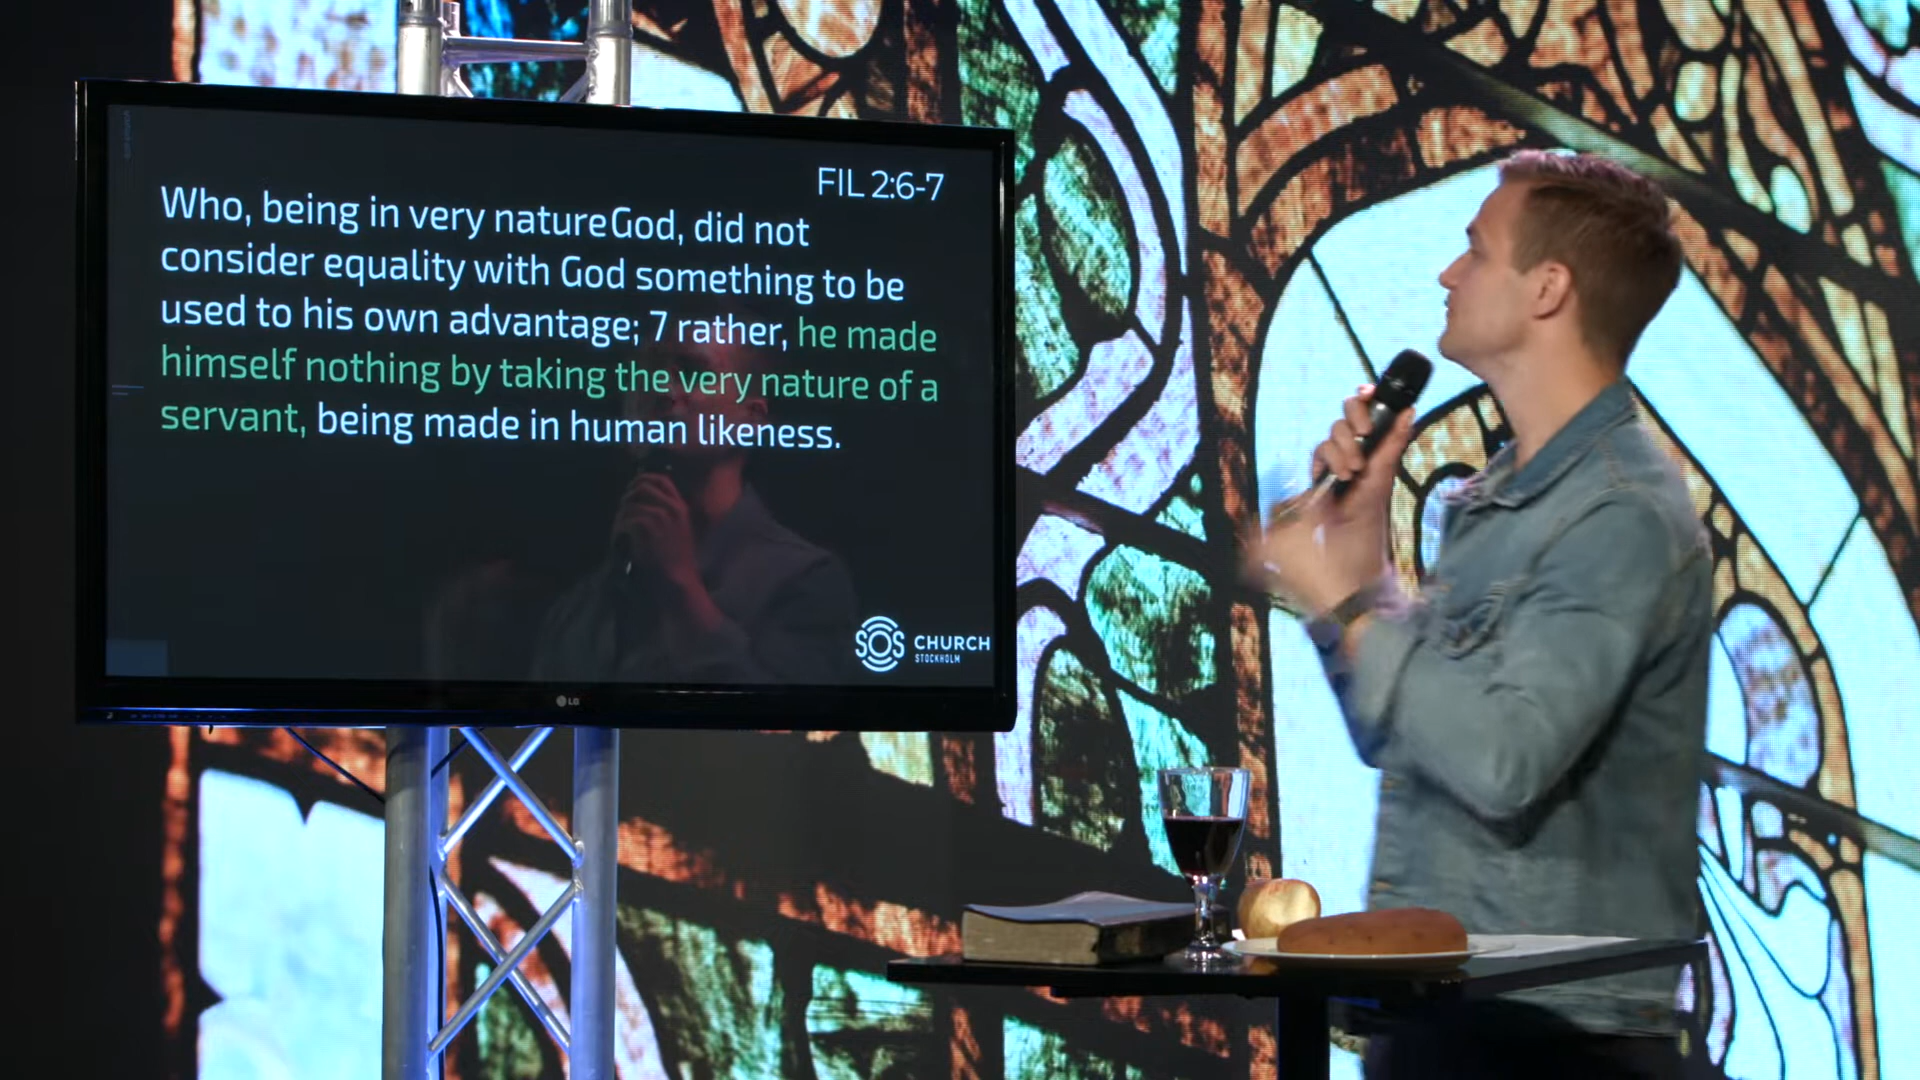 FIL 2:6-7
Who, being in very nature God, did not
consider equality with God something to be
used to his own advantage; 7 rather, he made
himself nothing by taking the very nature of a
servant, being made in human likeness.
SOS CHURCH
STOCKHOLM
LG